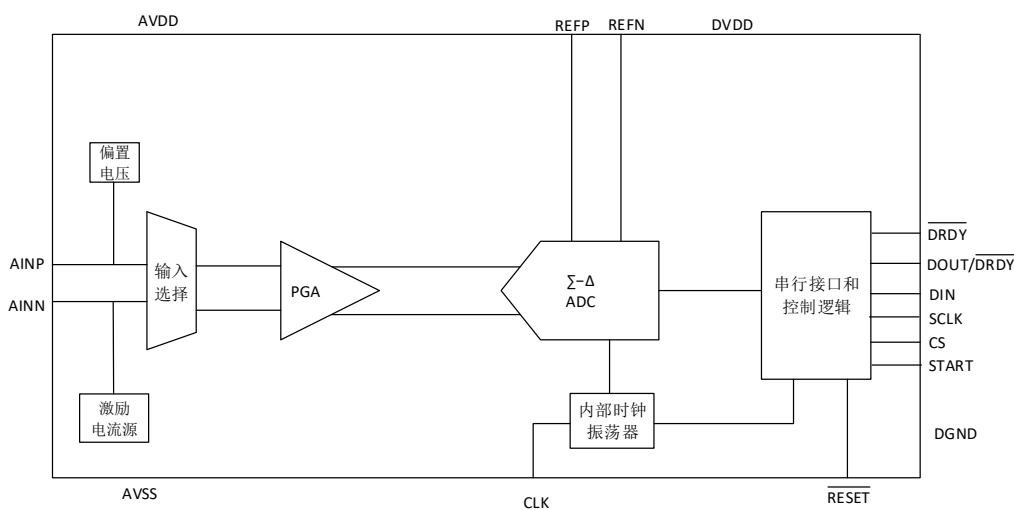 AVDD
REFP
REFN
DVDD
偏置
电压
AINP
AINN
输入
选择
PGA
∑-Δ
ADC
串行接口和
控制逻辑
DRDY
DOUT/DRDY
DIN
SCLK
CS
START
激励
电流源
内部时钟
振荡器
DGND
AVSS
CLK
RESET